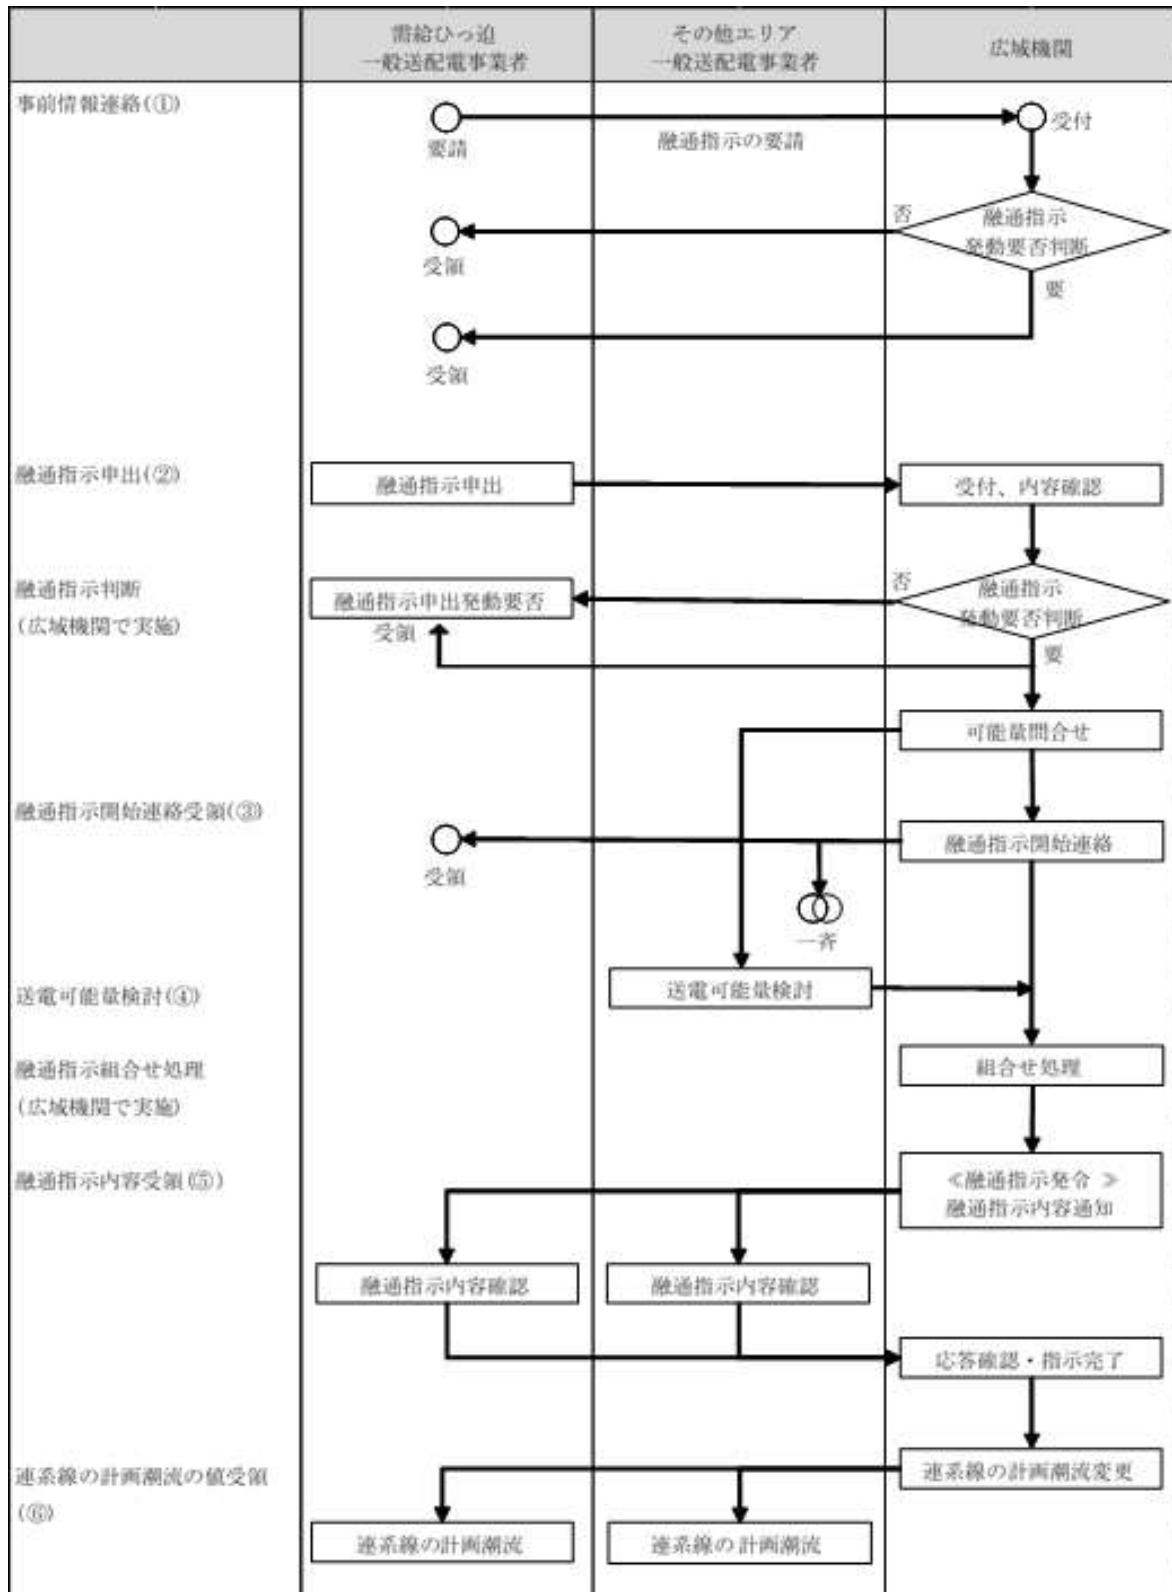 需給ひっ迫
一般送配電事業者
その他エリア
一般送配電事業者
広域機関
事前情報連絡(①)
要請
融通指示の要請
受付
否
融通指示
発動要否判断
受領
要
受領
融通指示申出(②)
融通指示申出
受付、内容確認
融通指示判断
(広域機関で実施)
融通指示申出発動要否
受領
否
融通指示
発動要否判断
要
可能量問合せ
融通指示開始連絡受領(③)
受領
融通指示開始連絡
一斉
送電可能量検討(④)
送電可能量検討
融通指示組合せ処理
(広域機関で実施)
組合せ処理
融通指示内容受領(⑤)
≪融通指示発令 ≫
融通指示内容通知
融通指示内容確認
融通指示内容確認
応答確認・指示完了
連系線の計画潮流の値受領
(⑥)
連系線の計画潮流変更
連系線の計画潮流
連系線の計画潮流